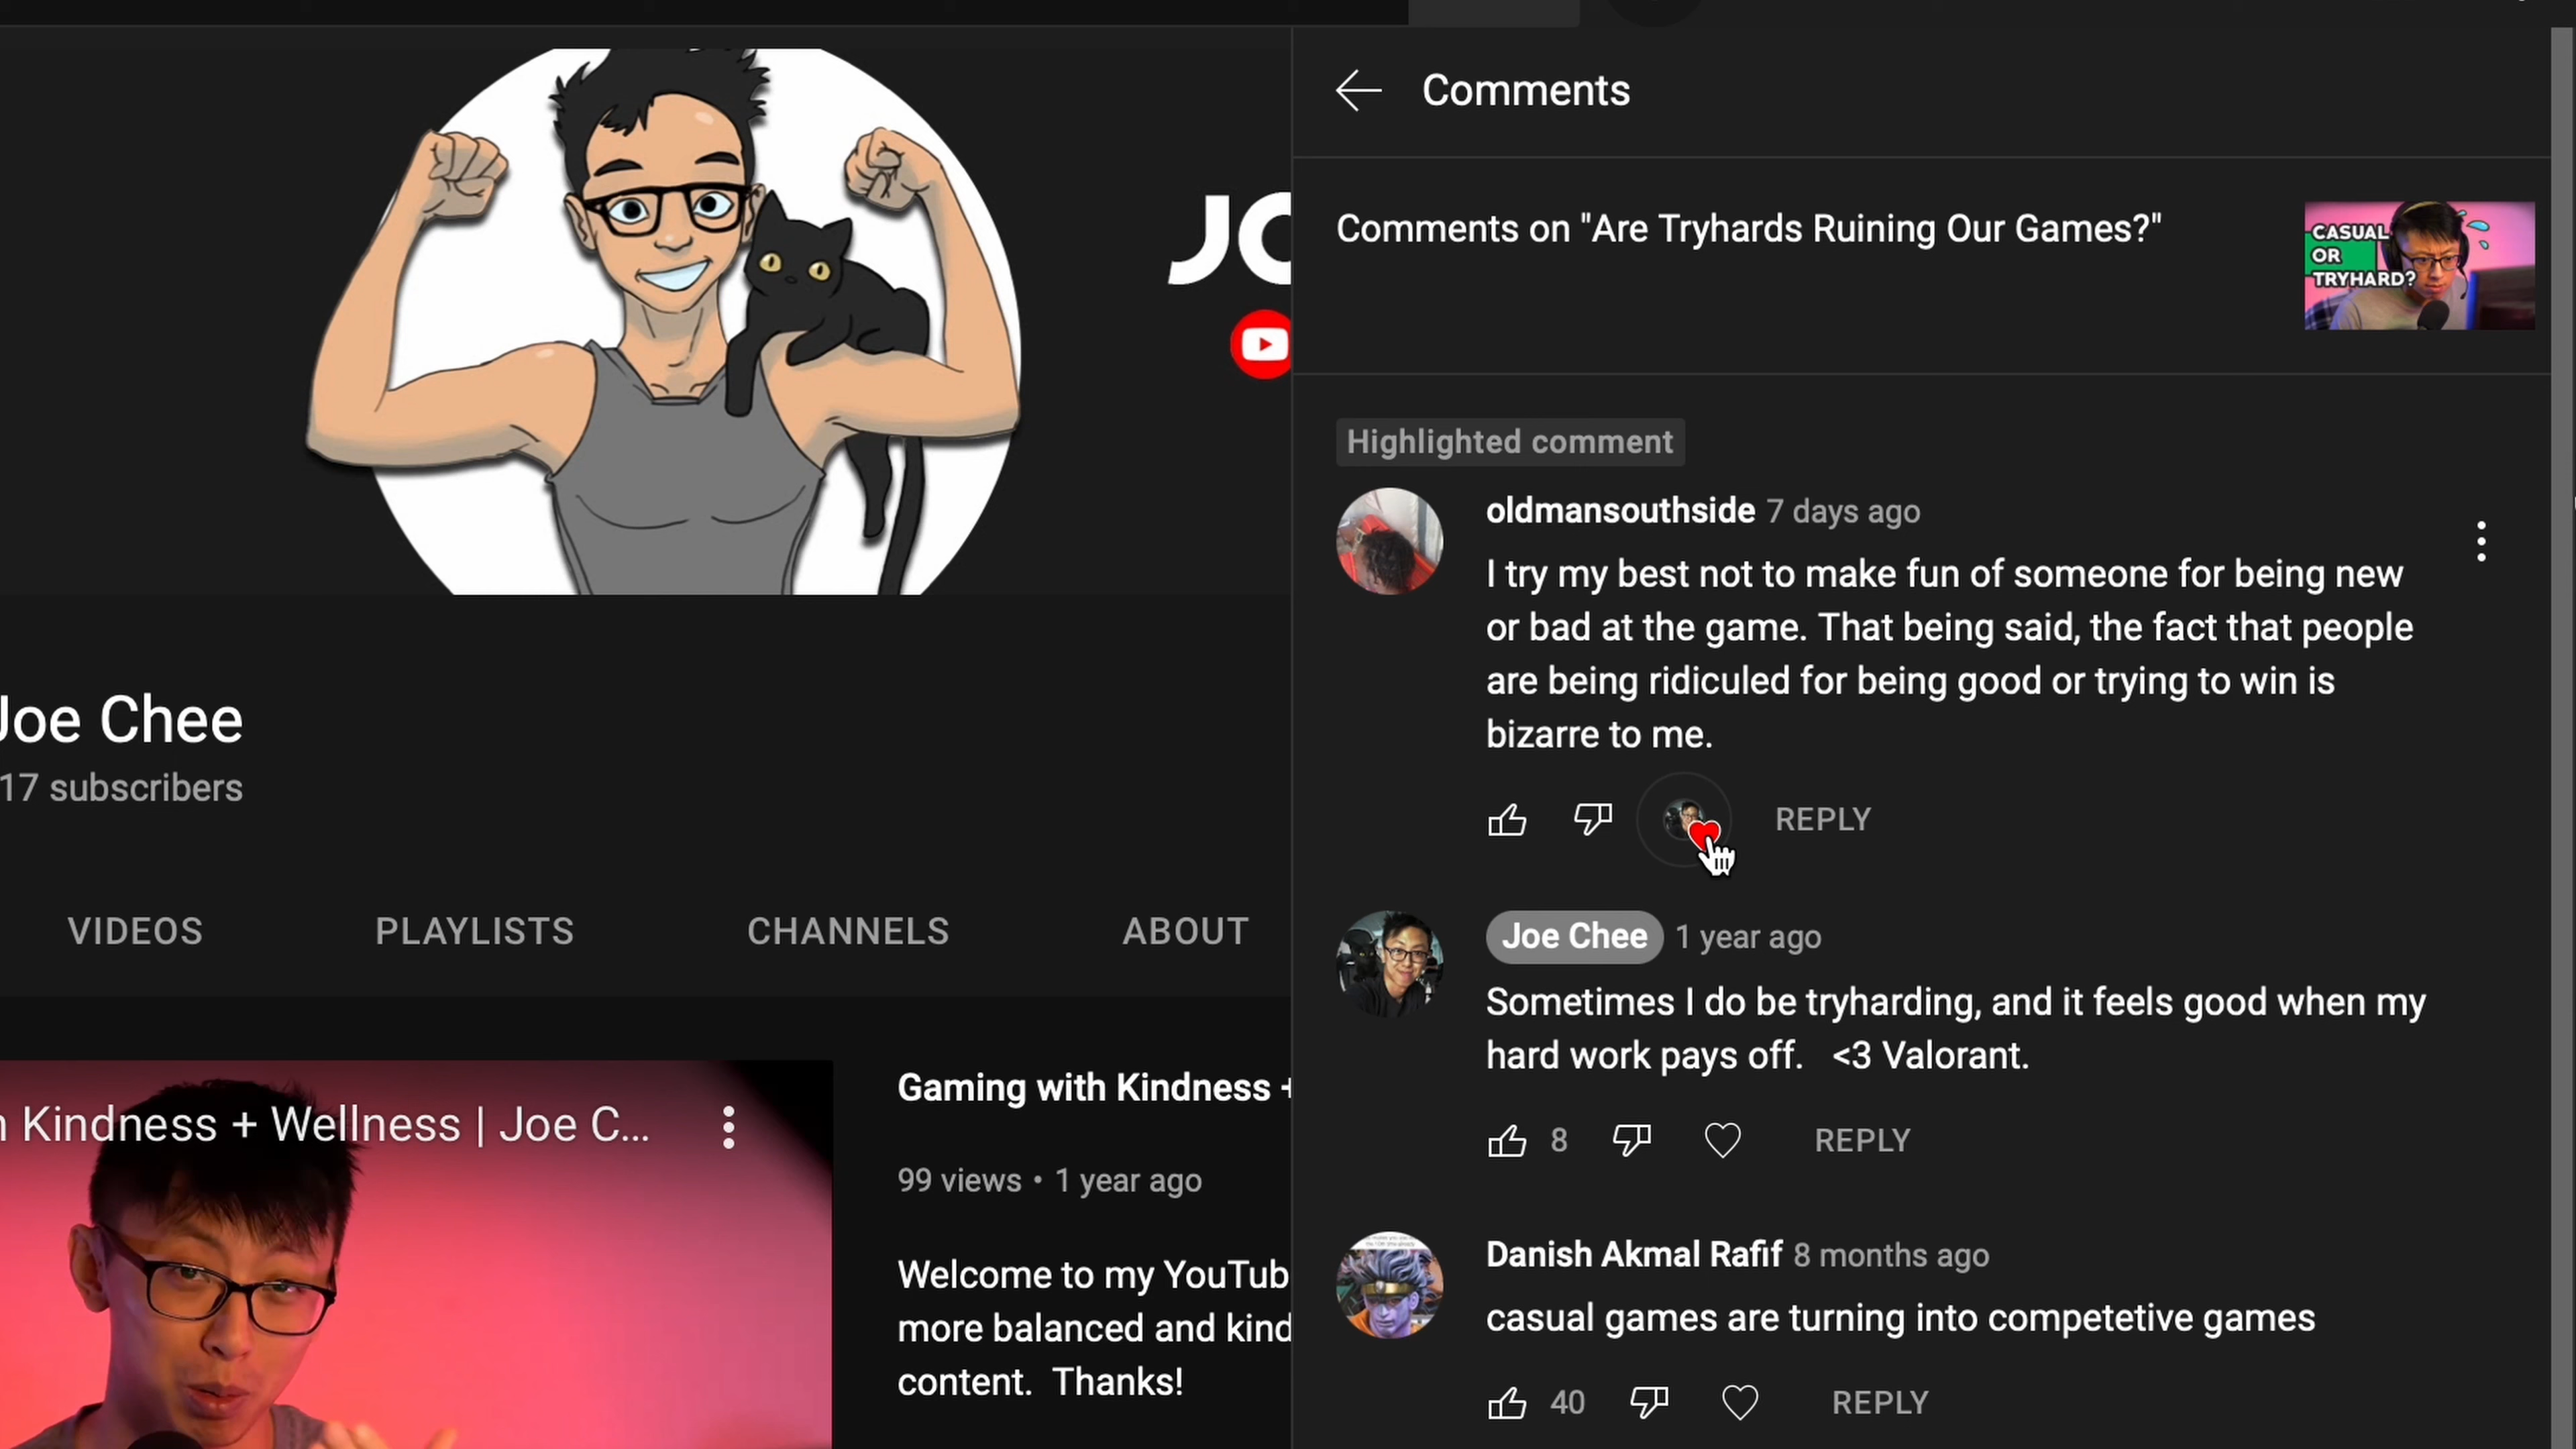 JO
Joe Chee
17 subscribers
VIDEOS PLAYLISTS CHANNELS ABOUT
n Kindness + Wellness | Joe C...
Gaming with Kindness +
99 views • 1 year ago
Welcome to my YouTub
more balanced and kind
content. Thanks!
Comments
Comments on "Are Tryhards Ruining Our Games?"
CASUAL
OR
TRYHARD?
Highlighted comment
oldmansouthside 7 days ago
I try my best not to make fun of someone for being new
or bad at the game. That being said, the fact that people
are being ridiculed for being good or trying to win is
bizarre to me.
REPLY
Joe Chee 1 year ago
Sometimes I do be tryharding, and it feels good when my
hard work pays off. <3 Valorant.
8 REPLY
Danish Akmal Rafif 8 months ago
casual games are turning into competetive games
40 REPLY